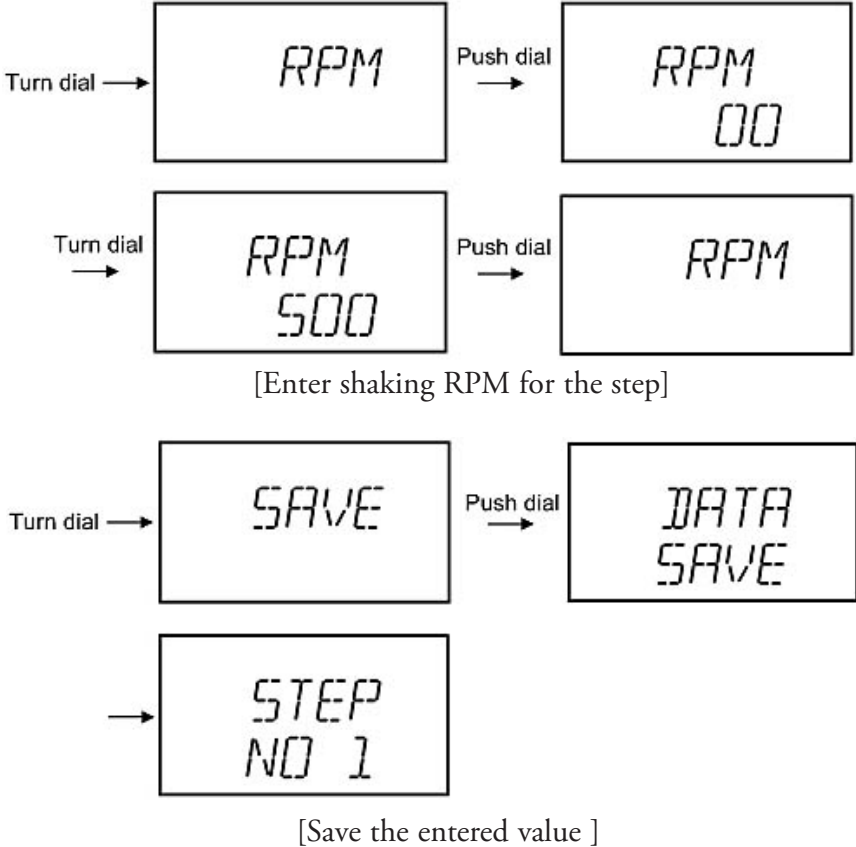 Turn dial RPM Push dial RPM
00
Turn dial RPM Push dial RPM
500
[Enter shaking RPM for the step]
Turn dial SAVE Push dial DATA
SAVE
STEP
NO 1
[Save the entered value ]